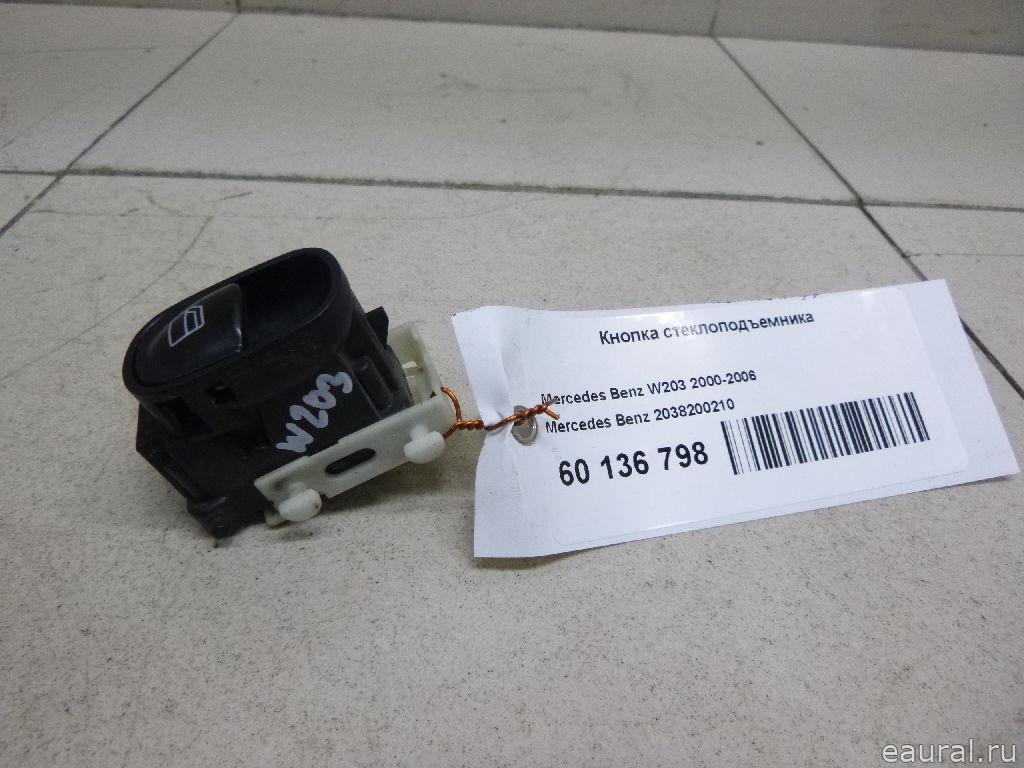 W203
Кнопка стеклоподъемника
Mercedes Benz W203 2000-2006
Mercedes Benz 2038200210
60 136 798
eaural.ru